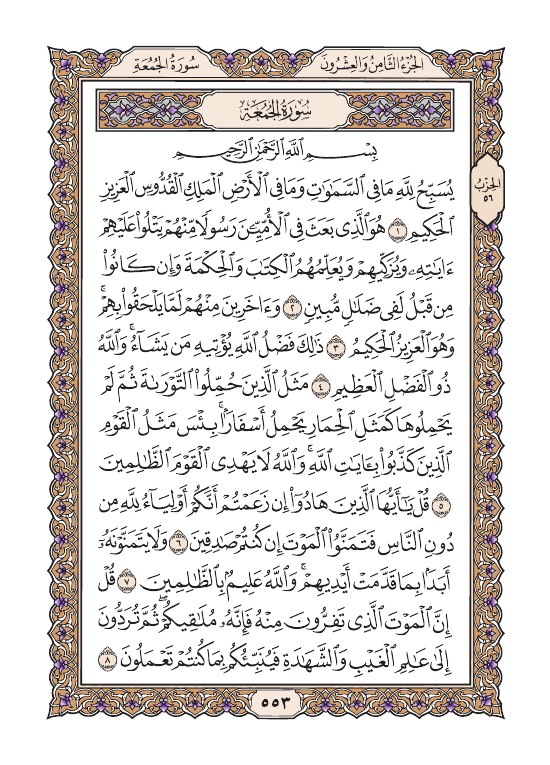 الجُزْءُ الثَّامِنُ وَالعِشْرُونَ
سُورَةُ الجُمُعَةِ
سُورَةُ الجُمُعَةِ
الحِزْبُ
٥٦
بِسْمِ ٱللَّهِ ٱلرَّحْمَٰنِ ٱلرَّحِيمِ
يُسَبِّحُ لِلَّهِ مَا فِى ٱلسَّمَٰوَٰتِ وَمَا فِى ٱلْأَرْضِ ٱلْمَلِكِ ٱلْقُدُّوسِ ٱلْعَزِيزِ
ٱلْحَكِيمِ ١ هُوَ ٱلَّذِى بَعَثَ فِى ٱلْأُمِّيِّۦنَ رَسُولًا مِّنْهُمْ يَتْلُوا۟ عَلَيْهِمْ
ءَايَٰتِهِۦ وَيُزَكِّيهِمْ وَيُعَلِّمُهُمُ ٱلْكِتَٰبَ وَٱلْحِكْمَةَ وَإِن كَانُوا۟
مِن قَبْلُ لَفِى ضَلَٰلٍ مُّبِينٍ ٢ وَءَاخَرِينَ مِنْهُمْ لَمَّا يَلْحَقُوا۟ بِهِمْ ۚ
وَهُوَ ٱلْعَزِيزُ ٱلْحَكِيمُ ٣ ذَٰلِكَ فَضْلُ ٱللَّهِ يُؤْتِيهِ مَن يَشَآءُ ۚ وَٱللَّهُ
ذُو ٱلْفَضْلِ ٱلْعَظِيمِ ٤ مَثَلُ ٱلَّذِينَ حُمِّلُوا۟ ٱلتَّوْرَىٰةَ ثُمَّ لَمْ
يَحْمِلُوهَا كَمَثَلِ ٱلْحِمَارِ يَحْمِلُ أَسْفَارًۢا ۚ بِئْسَ مَثَلُ ٱلْقَوْمِ
ٱلَّذِينَ كَذَّبُوا۟ بِـَٔايَٰتِ ٱللَّهِ ۚ وَٱللَّهُ لَا يَهْدِى ٱلْقَوْمَ ٱلظَّٰلِمِينَ
٥ قُلْ يَٰٓأَيُّهَا ٱلَّذِينَ هَادُوٓا۟ إِن زَعَمْتُمْ أَنَّكُمْ أَوْلِيَآءُ لِلَّهِ مِن
دُونِ ٱلنَّاسِ فَتَمَنَّوُا۟ ٱلْمَوْتَ إِن كُنتُمْ صَٰدِقِينَ ٦ وَلَا يَتَمَنَّوْنَهُۥٓ
أَبَدًۢا بِمَا قَدَّمَتْ أَيْدِيهِمْ ۚ وَٱللَّهُ عَلِيمٌۢ بِٱلظَّٰلِمِينَ ٧ قُلْ
إِنَّ ٱلْمَوْتَ ٱلَّذِى تَفِرُّونَ مِنْهُ فَإِنَّهُۥ مُلَٰقِيكُمْ ۖ ثُمَّ تُرَدُّونَ
إِلَىٰ عَٰلِمِ ٱلْغَيْبِ وَٱلشَّهَٰدَةِ فَيُنَبِّئُكُم بِمَا كُنتُمْ تَعْمَلُونَ ٨
٥٥٣